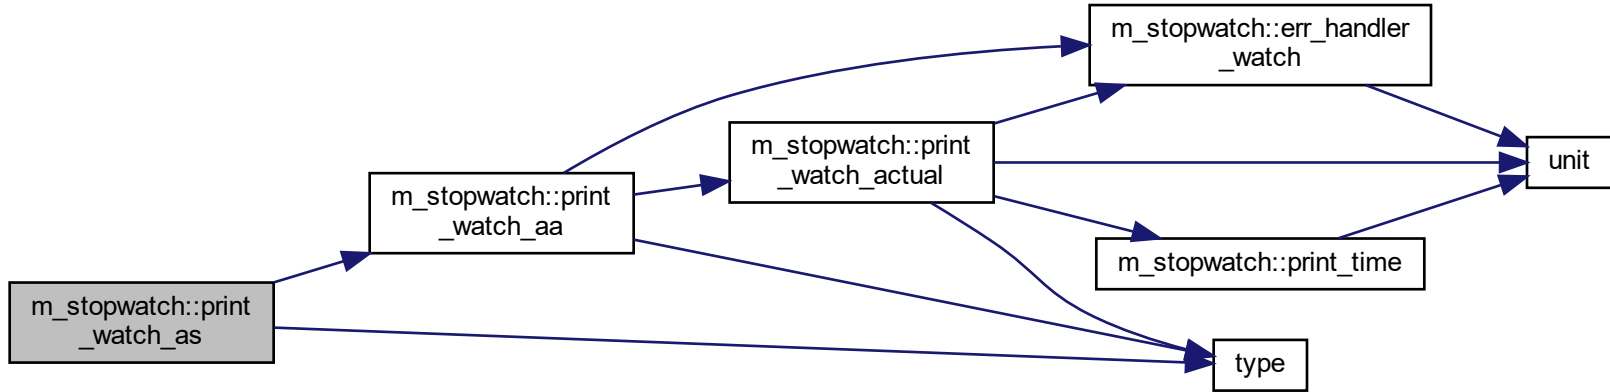 m_stopwatch::print
_watch_as
m_stopwatch::print
_watch_aa
m_stopwatch::print
_watch_actual
m_stopwatch::err_handler
_watch
unit
m_stopwatch::print_time
type